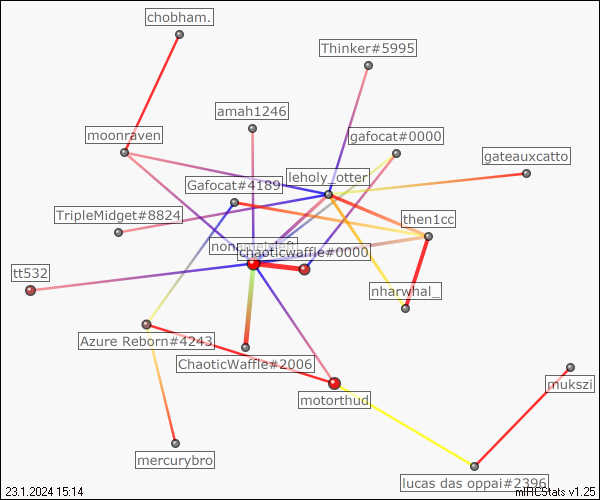 chobham.
Thinker#5995
amah1246
moonraven
gafocat#0000
gateauxcatto
leholy_otter
Gafocat#4189
TripleMidget#8824
then1cc
chaoticwaffle#0000
tt532
nharwhal_
Azure Reborn#4243
ChaoticWaffle#2006
mukszi
motorthud
mercurybro
lucas das oppai#2396
23.1.2024 15:14
mIRCStats v1.25